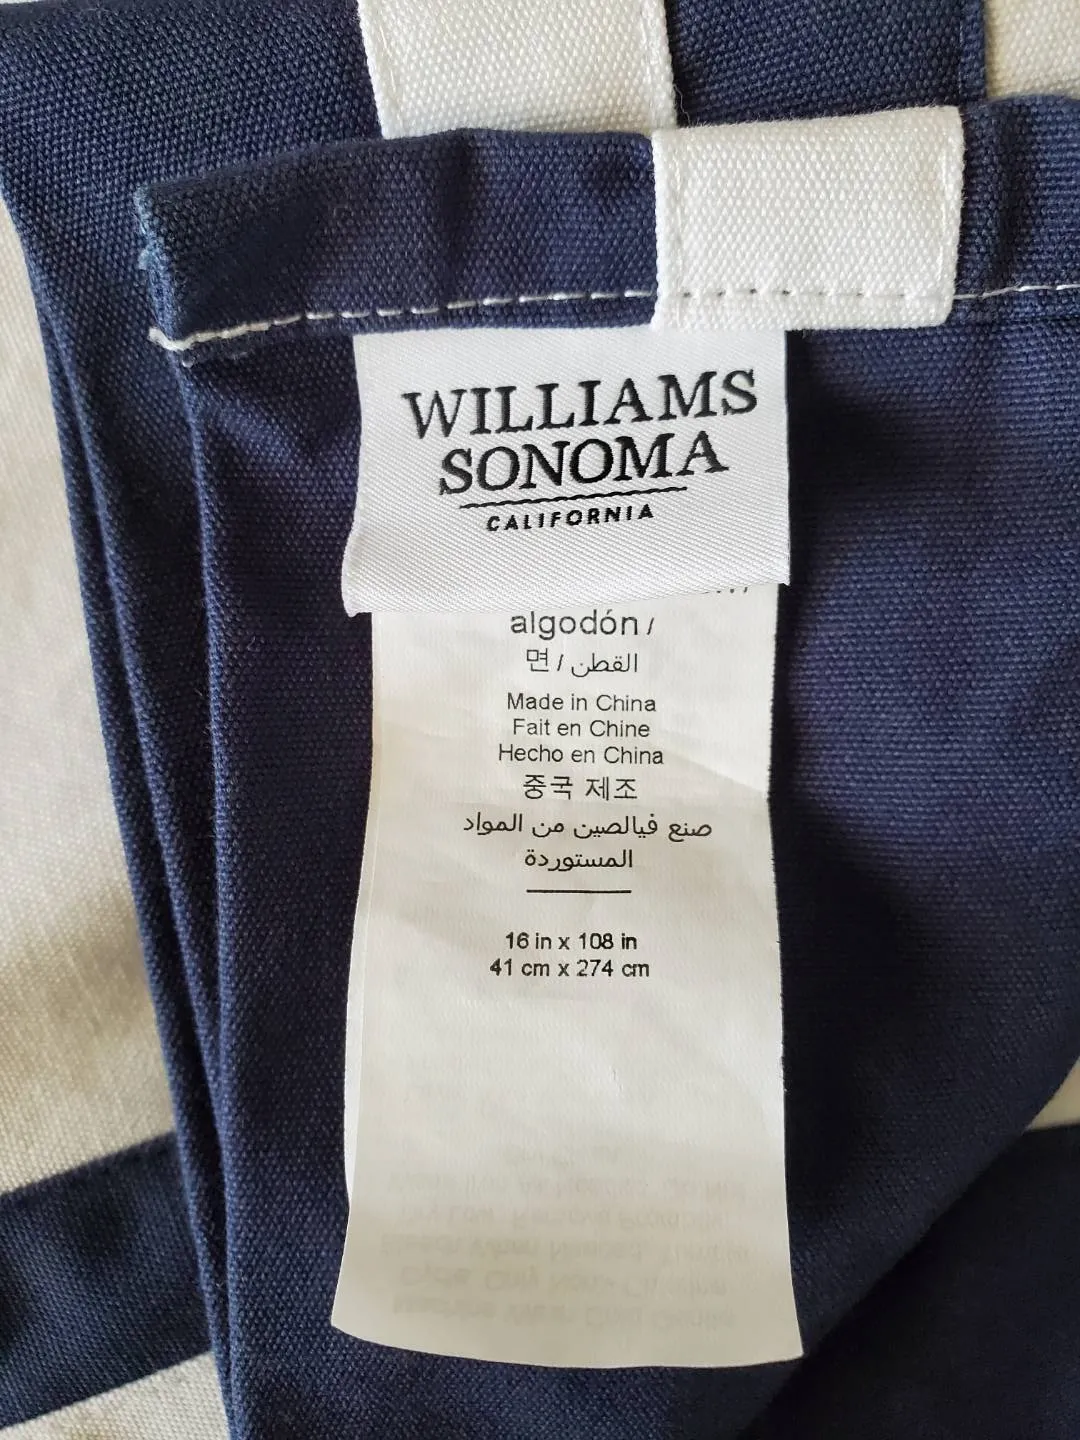 WILLIAMS
SONOMA
CALIFORNIA
algodón /
면 / القطن
Made in China
Fait en Chine
Hecho en China
중국 제조
صنع فيالصين من المواد
المستوردة
16 in x 108 in
41 cm x 274 cm